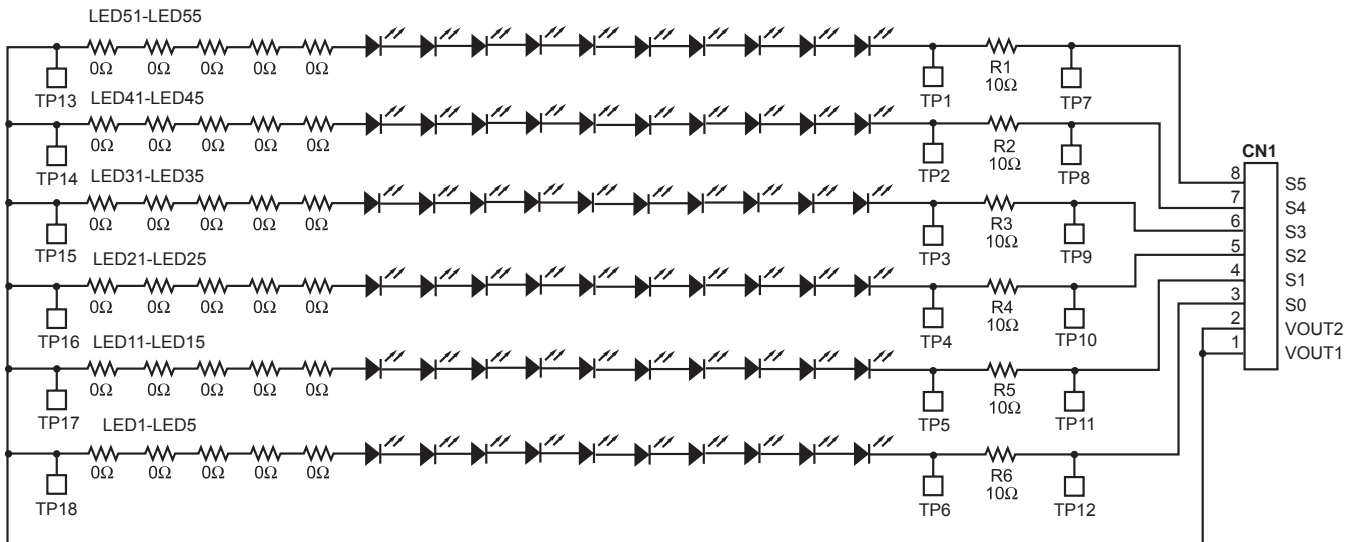 LED51-LED55
0Ω 0Ω 0Ω 0Ω 0Ω
TP13
TP1
R1
10Ω
TP7
LED41-LED45
0Ω 0Ω 0Ω 0Ω 0Ω
TP14
TP2
R2
10Ω
TP8
LED31-LED35
0Ω 0Ω 0Ω 0Ω 0Ω
TP15
TP3
R3
10Ω
TP9
LED21-LED25
0Ω 0Ω 0Ω 0Ω 0Ω
TP16
TP4
R4
10Ω
TP10
LED11-LED15
0Ω 0Ω 0Ω 0Ω 0Ω
TP17
TP5
R5
10Ω
TP11
LED1-LED5
0Ω 0Ω 0Ω 0Ω 0Ω
TP18
TP6
R6
10Ω
TP12
CN1
8 S5
7 S4
6 S3
5 S2
4 S1
3 S0
2 VOUT2
1 VOUT1